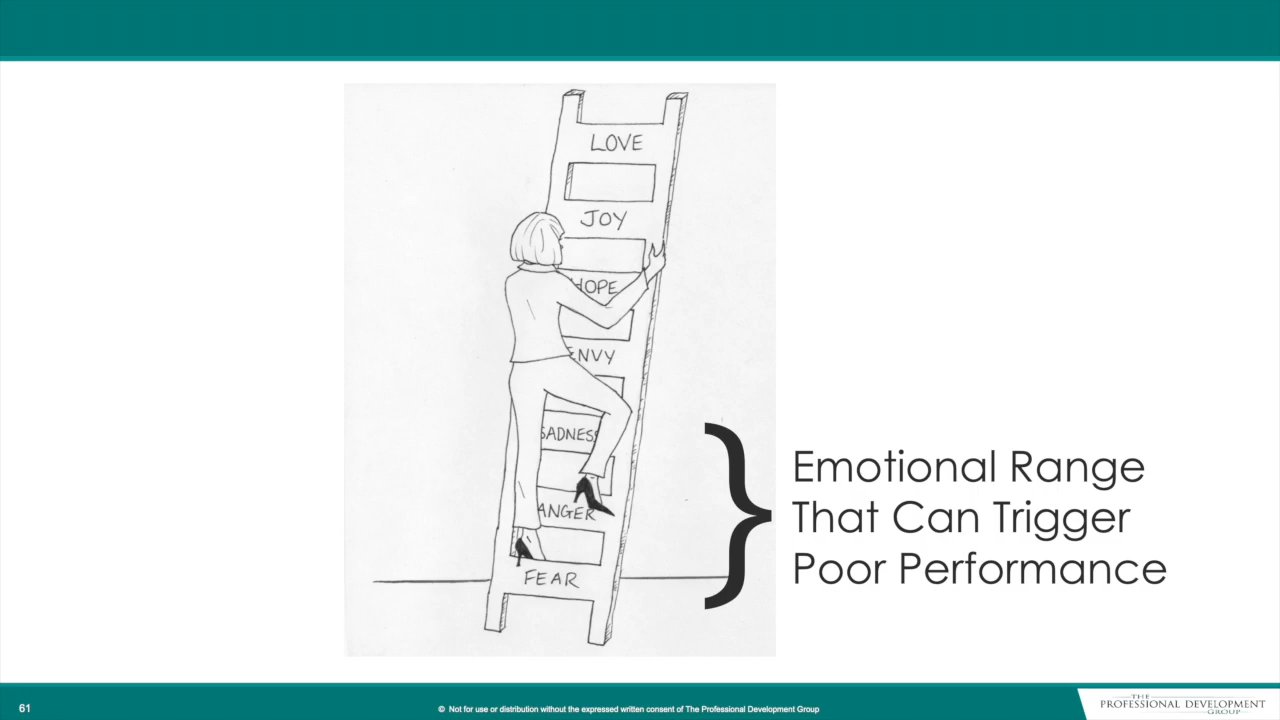 LOVE
JOY
HOPE
ENVY
SADNESS
ANGER
FEAR
Emotional Range
That Can Trigger
Poor Performance
61
© Not for use or distribution without the expressed written consent of The Professional Development Group
THE
PROFESSIONAL DEVELOPMENT
GROUP